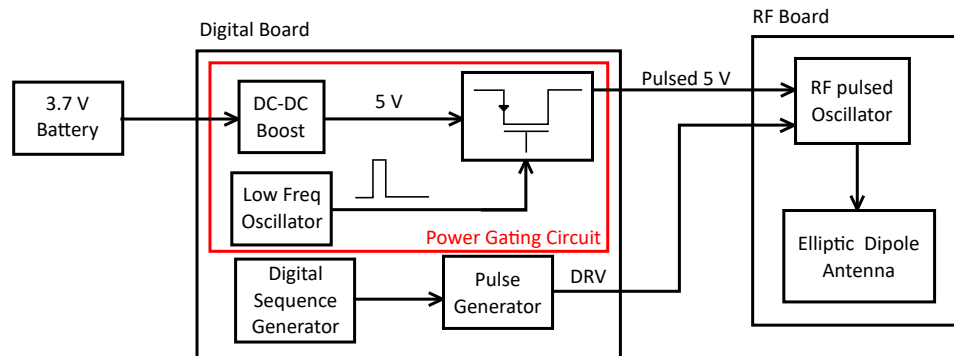 Digital Board
RF Board
3.7 V
Battery
DC-DC
Boost
5 V
Pulsed 5 V
RF pulsed
Oscillator
Low Freq
Oscillator
Power Gating Circuit
Elliptic Dipole
Antenna
Digital
Sequence
Generator
Pulse
Generator
DRV